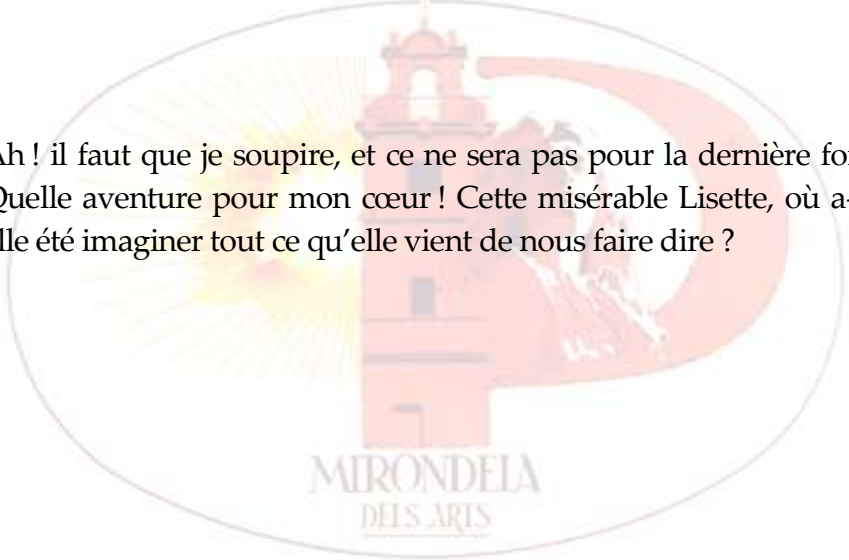 Ah ! il faut que je soupire, et ce ne sera pas pour la dernière foi
Quelle aventure pour mon cœur ! Cette misérable Lisette, où a-
lle été imaginer tout ce qu’elle vient de nous faire dire ?
MIRONDELA
DELS ARTS